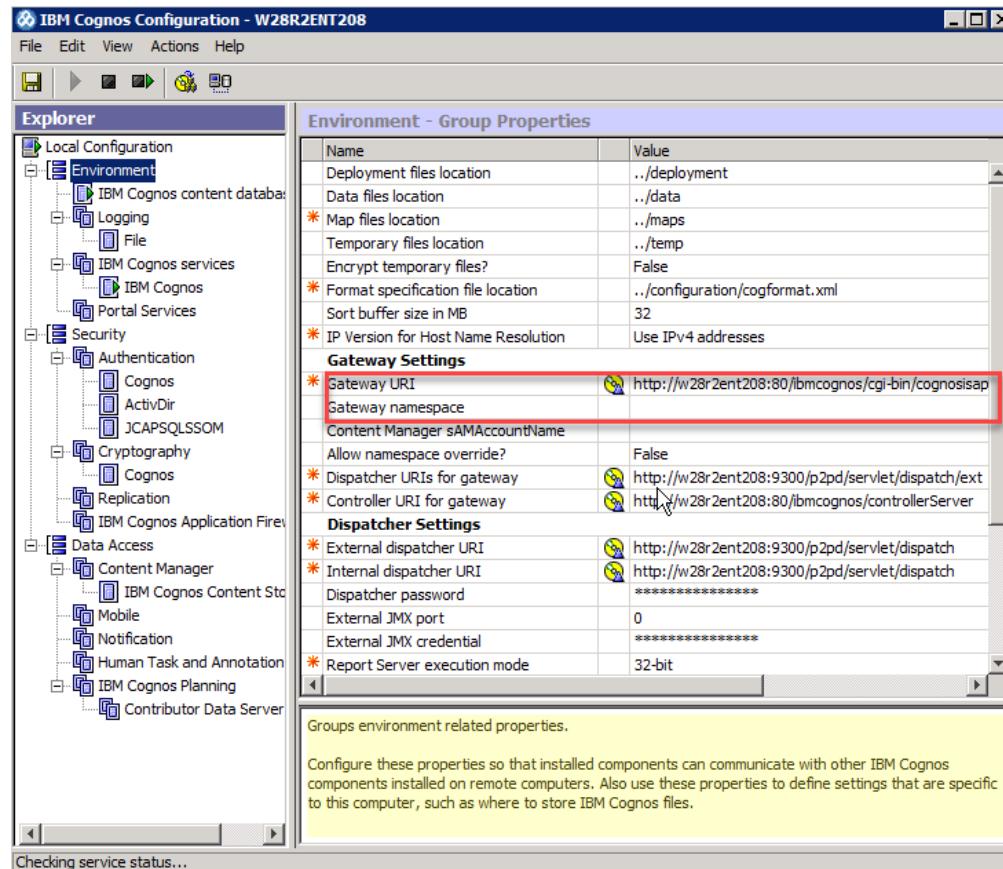 IBM Cognos Configuration - W28R2ENT208
File Edit View Actions Help
Explorer
Local Configuration
Environment
IBM Cognos content databa
Logging
File
IBM Cognos services
IBM Cognos
Portal Services
Security
Authentication
Cognos
ActivDir
JCAPSQLSSOM
Cryptography
Cognos
Replication
IBM Cognos Application Firew
Data Access
Content Manager
IBM Cognos Content Sto
Mobile
Notification
Human Task and Annotation
IBM Cognos Planning
Contributor Data Server
Environment - Group Properties
Name Value
Deployment files location ../deployment
Data files location ../data
* Map files location ../maps
Temporary files location ../temp
Encrypt temporary files? False
* Format specification file location ../configuration/cogformat.xml
Sort buffer size in MB 32
* IP Version for Host Name Resolution Use IPv4 addresses
Gateway Settings
* Gateway URI http://w28r2ent208:80/ibmcognos/cgi-bin/cognosisap
Gateway namespace
Content Manager sAMAccountName
Allow namespace override? False
* Dispatcher URIs for gateway http://w28r2ent208:9300/p2pd/servlet/dispatch/ext
* Controller URI for gateway http://w28r2ent208:80/ibmcognos/controllerServer
Dispatcher Settings
* External dispatcher URI http://w28r2ent208:9300/p2pd/servlet/dispatch
* Internal dispatcher URI http://w28r2ent208:9300/p2pd/servlet/dispatch
Dispatcher password ***************
External JMX port 0
External JMX credential ***************
* Report Server execution mode 32-bit
Groups environment related properties.
Configure these properties so that installed components can communicate with other IBM Cognos
components installed on remote computers. Also use these properties to define settings that are specific
to this computer, such as where to store IBM Cognos files.
Checking service status...